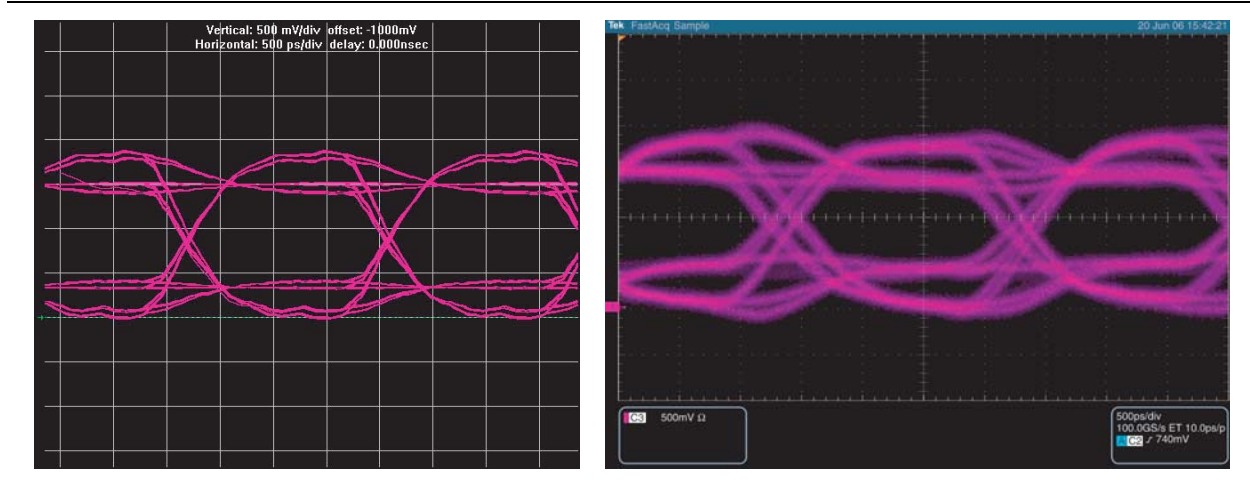 Vertical: 500 mV/div offset: -1000mV
Horizontal: 500 ps/div delay: 0.000nsec
Tek FastAcq Sample 20 Jun 06 15:42:21
C3 500mV Ω
500ps/div
100.0GS/s ET 10.0ps/p
A C2 ⨍ 740mV